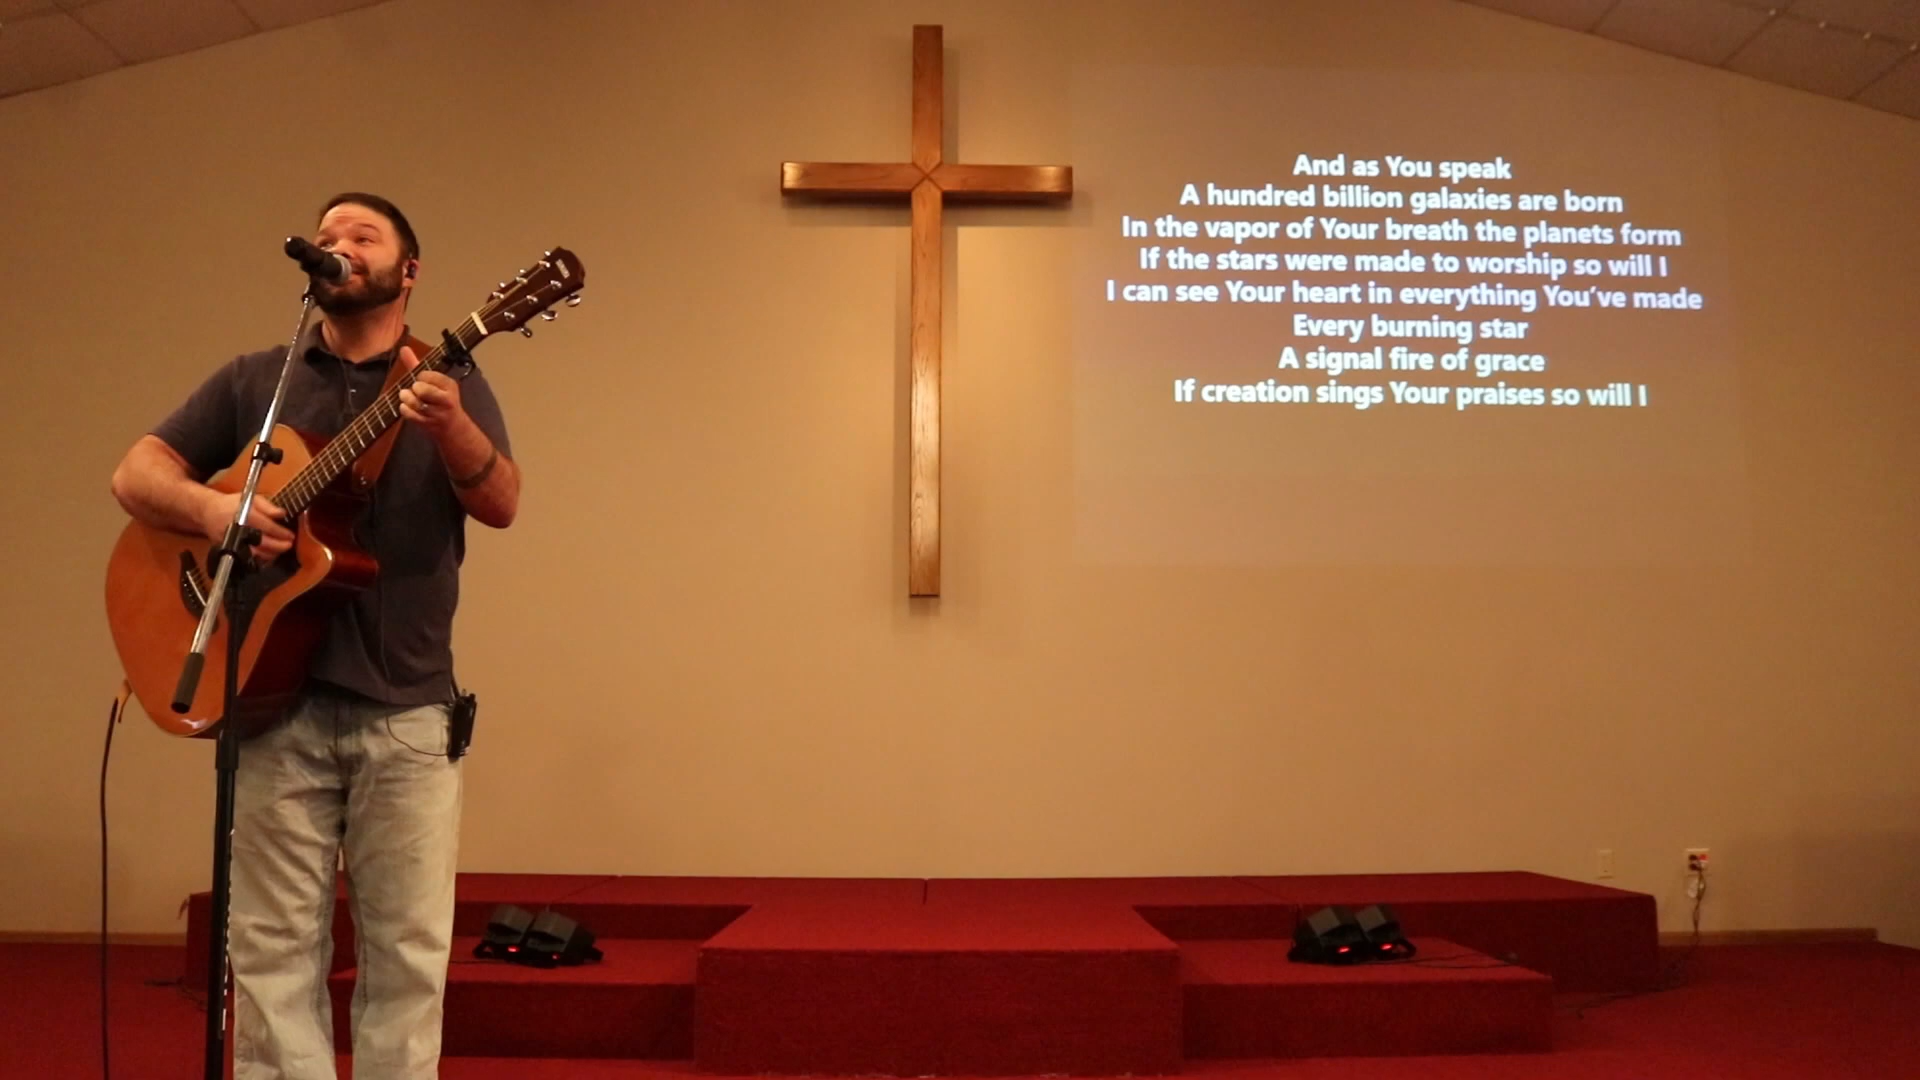 And as You speak
A hundred billion galaxies are born
In the vapor of Your breath the planets form
If the stars were made to worship so will I
I can see Your heart in everything You've made
Every burning star
A signal fire of grace
If creation sings Your praises so will I